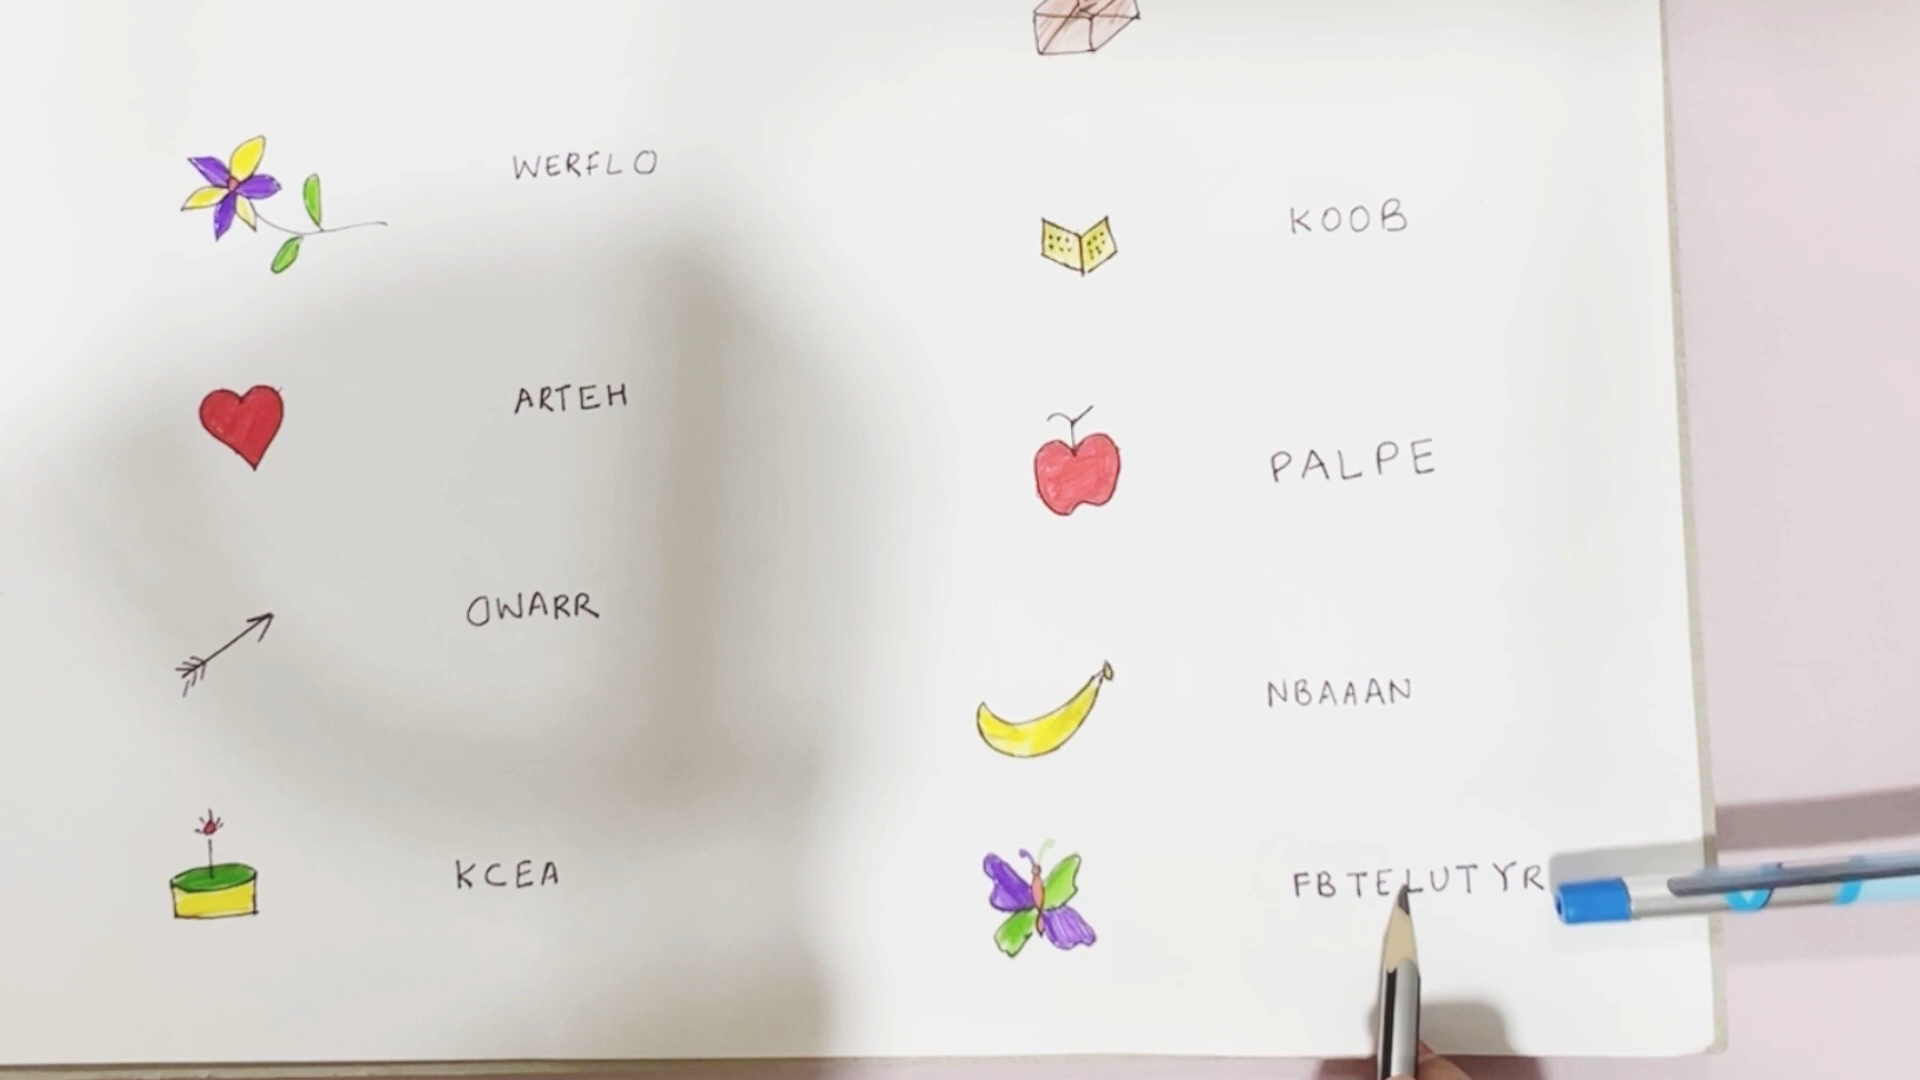 WERFLO
ARTEH
OWARR
KCEA
KOOB
PALPE
NBAAAN
FBTELUTYR